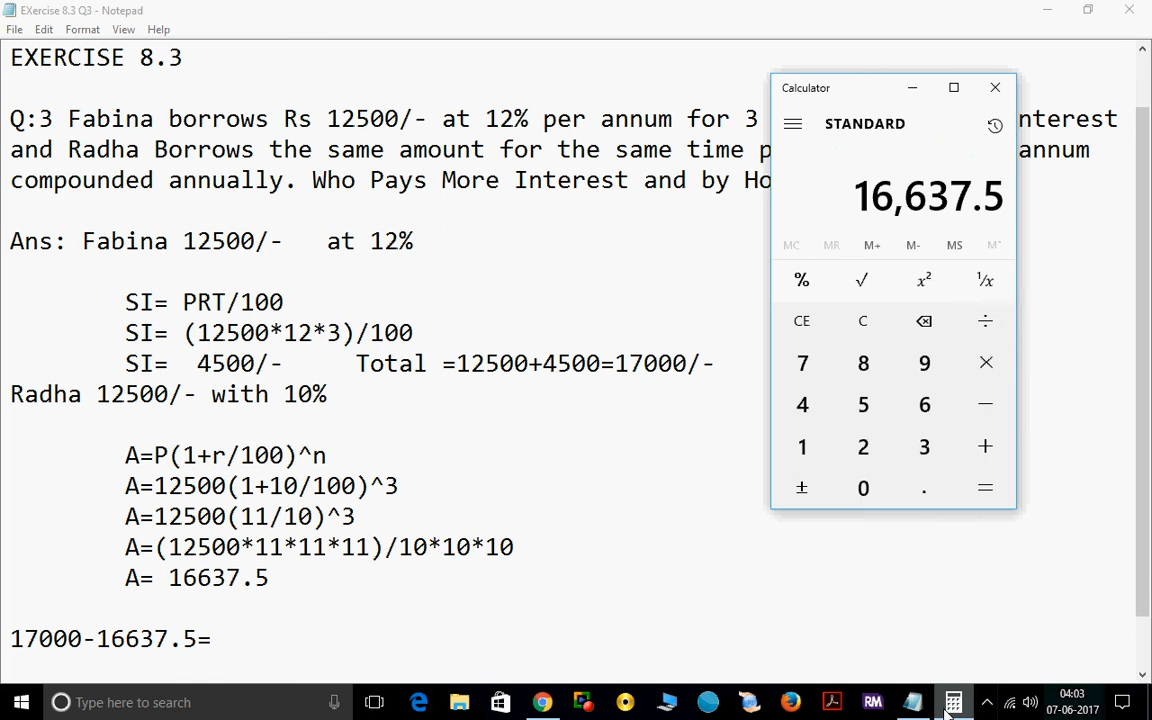 EXercise 8.3 Q3 - Notepad
File Edit Format View Help
EXERCISE 8.3
Q:3 Fabina borrows Rs 12500/- at 12% per annum for 3 nterest
and Radha Borrows the same amount for the same time p annum
compounded annually. Who Pays More Interest and by Ho
Ans: Fabina 12500/- at 12%
SI= PRT/100
SI= (12500*12*3)/100
SI= 4500/- Total =12500+4500=17000/-
Radha 12500/- with 10%
A=P(1+r/100)^n
A=12500(1+10/100)^3
A=12500(11/10)^3
A=(12500*11*11*11)/10*10*10
A= 16637.5
17000-16637.5=
Calculator
STANDARD
16,637.5
MC MR M+ M- MS M˅
% √ x² ¹/x
CE C ÷
7 8 9 ×
4 5 6 −
1 2 3 +
± 0 . =
Type here to search
RM
04:03
07-06-2017